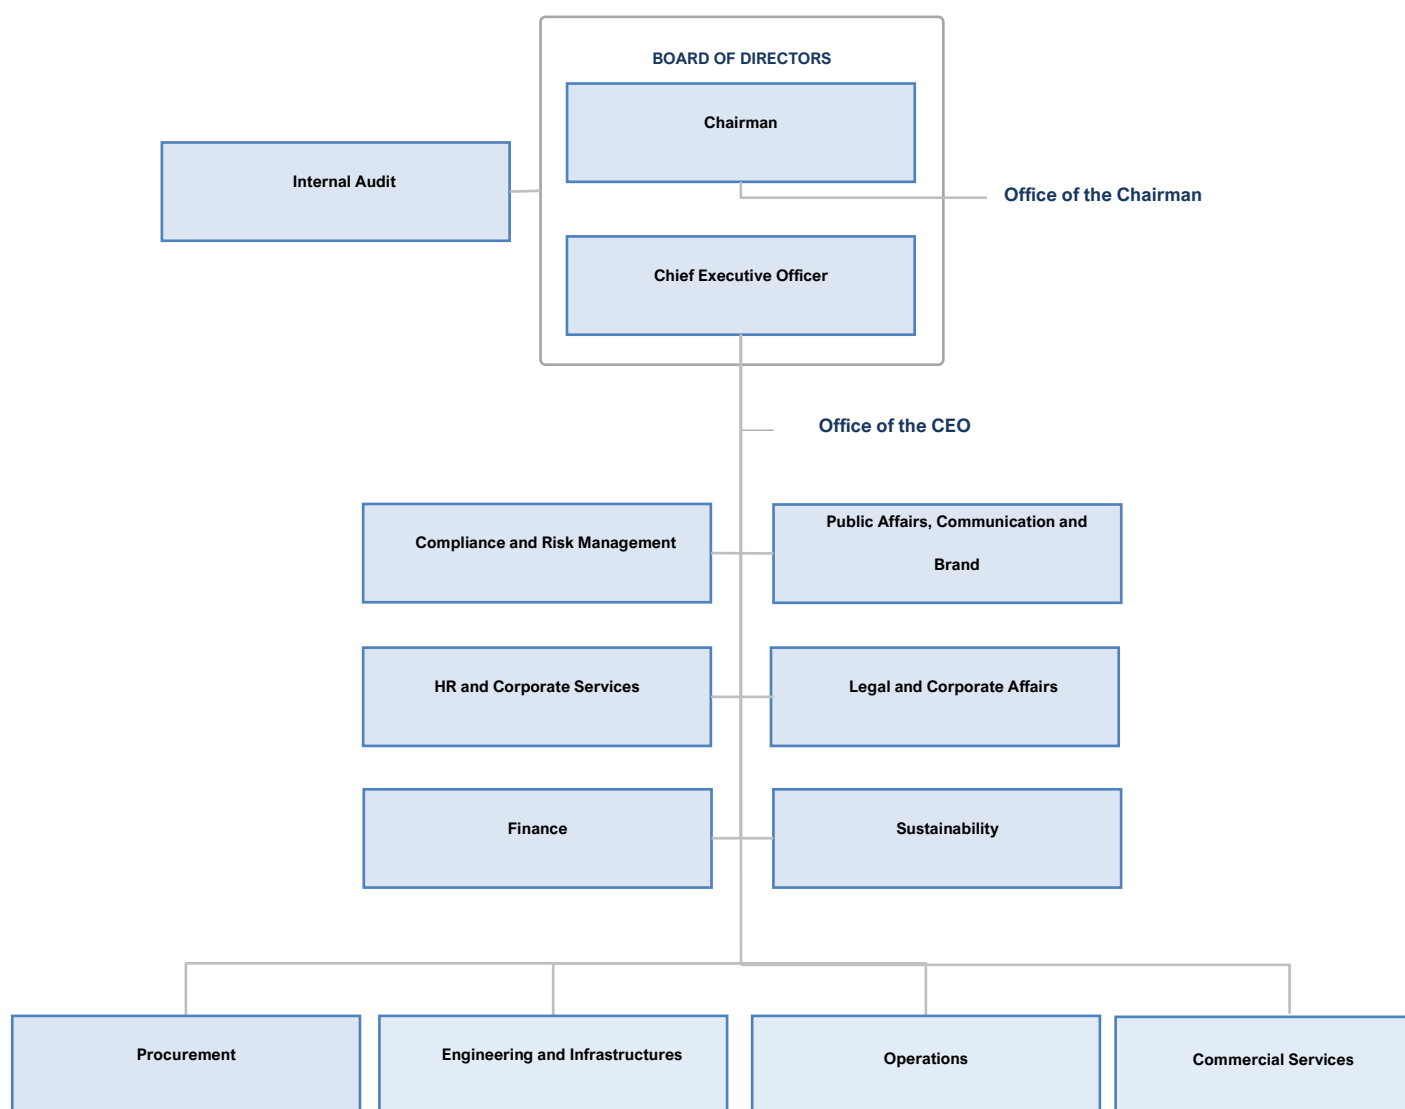 BOARD OF DIRECTORS
Chairman
Internal Audit
Office of the Chairman
Chief Executive Officer
Office of the CEO
Compliance and Risk Management
Public Affairs, Communication and
Brand
HR and Corporate Services
Legal and Corporate Affairs
Finance
Sustainability
Procurement
Engineering and Infrastructures
Operations
Commercial Services